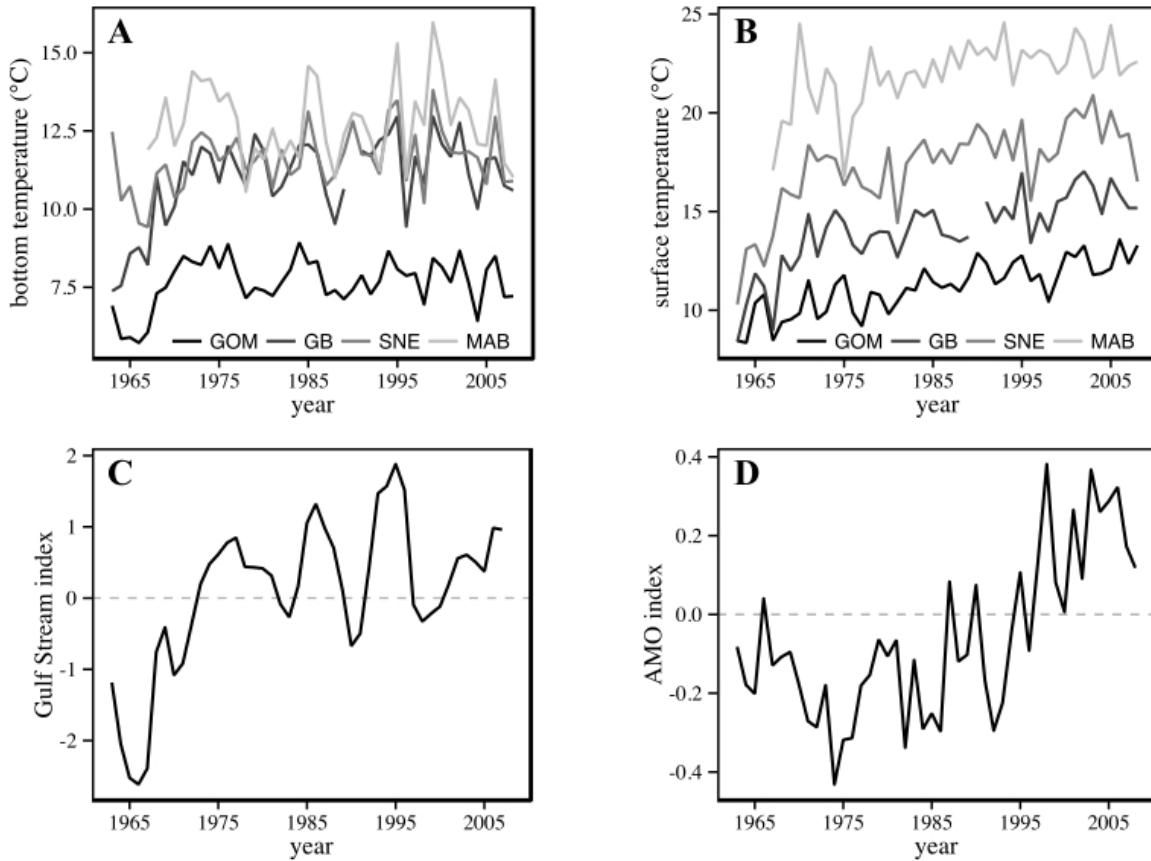 A
bottom temperature (°C)
15.0
12.5
10.0
7.5
GOM GB SNE MAB
1965 1975 1985 1995 2005
year
B
surface temperature (°C)
25
20
15
10
GOM GB SNE MAB
1965 1975 1985 1995 2005
year
C
Gulf Stream index
2
1
0
-1
-2
1965 1975 1985 1995 2005
year
D
AMO index
0.4
0.2
0.0
-0.2
-0.4
1965 1975 1985 1995 2005
year